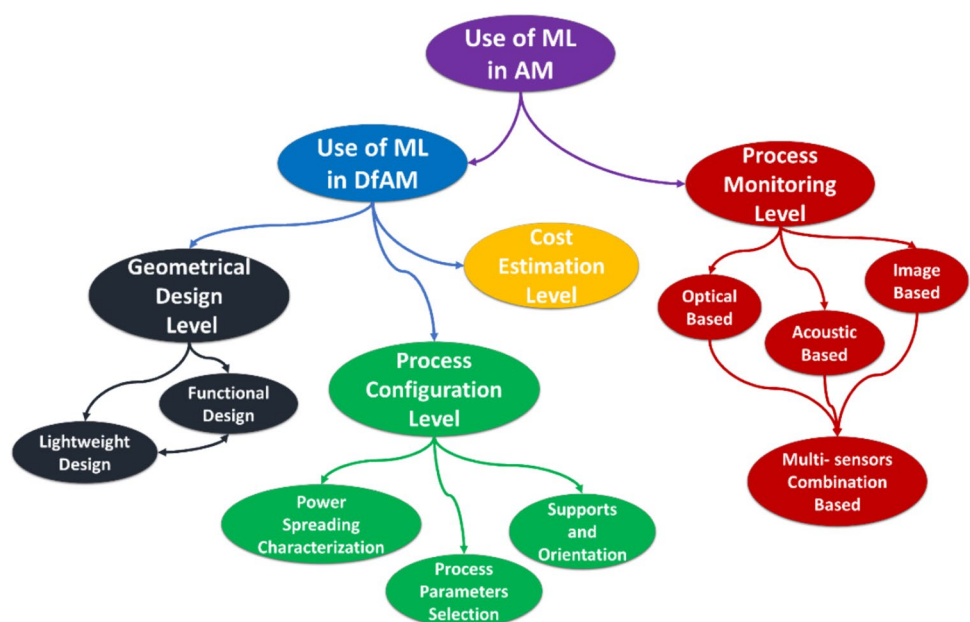 Use of ML
in AM
Use of ML
in DfAM
Process
Monitoring
Level
Geometrical
Design
Level
Cost
Estimation
Level
Image
Based
Optical
Based
Acoustic
Based
Process
Configuration
Level
Functional
Design
Lightweight
Design
Multi- sensors
Combination
Based
Power
Spreading
Characterization
Supports
and
Orientation
Process
Parameters
Selection